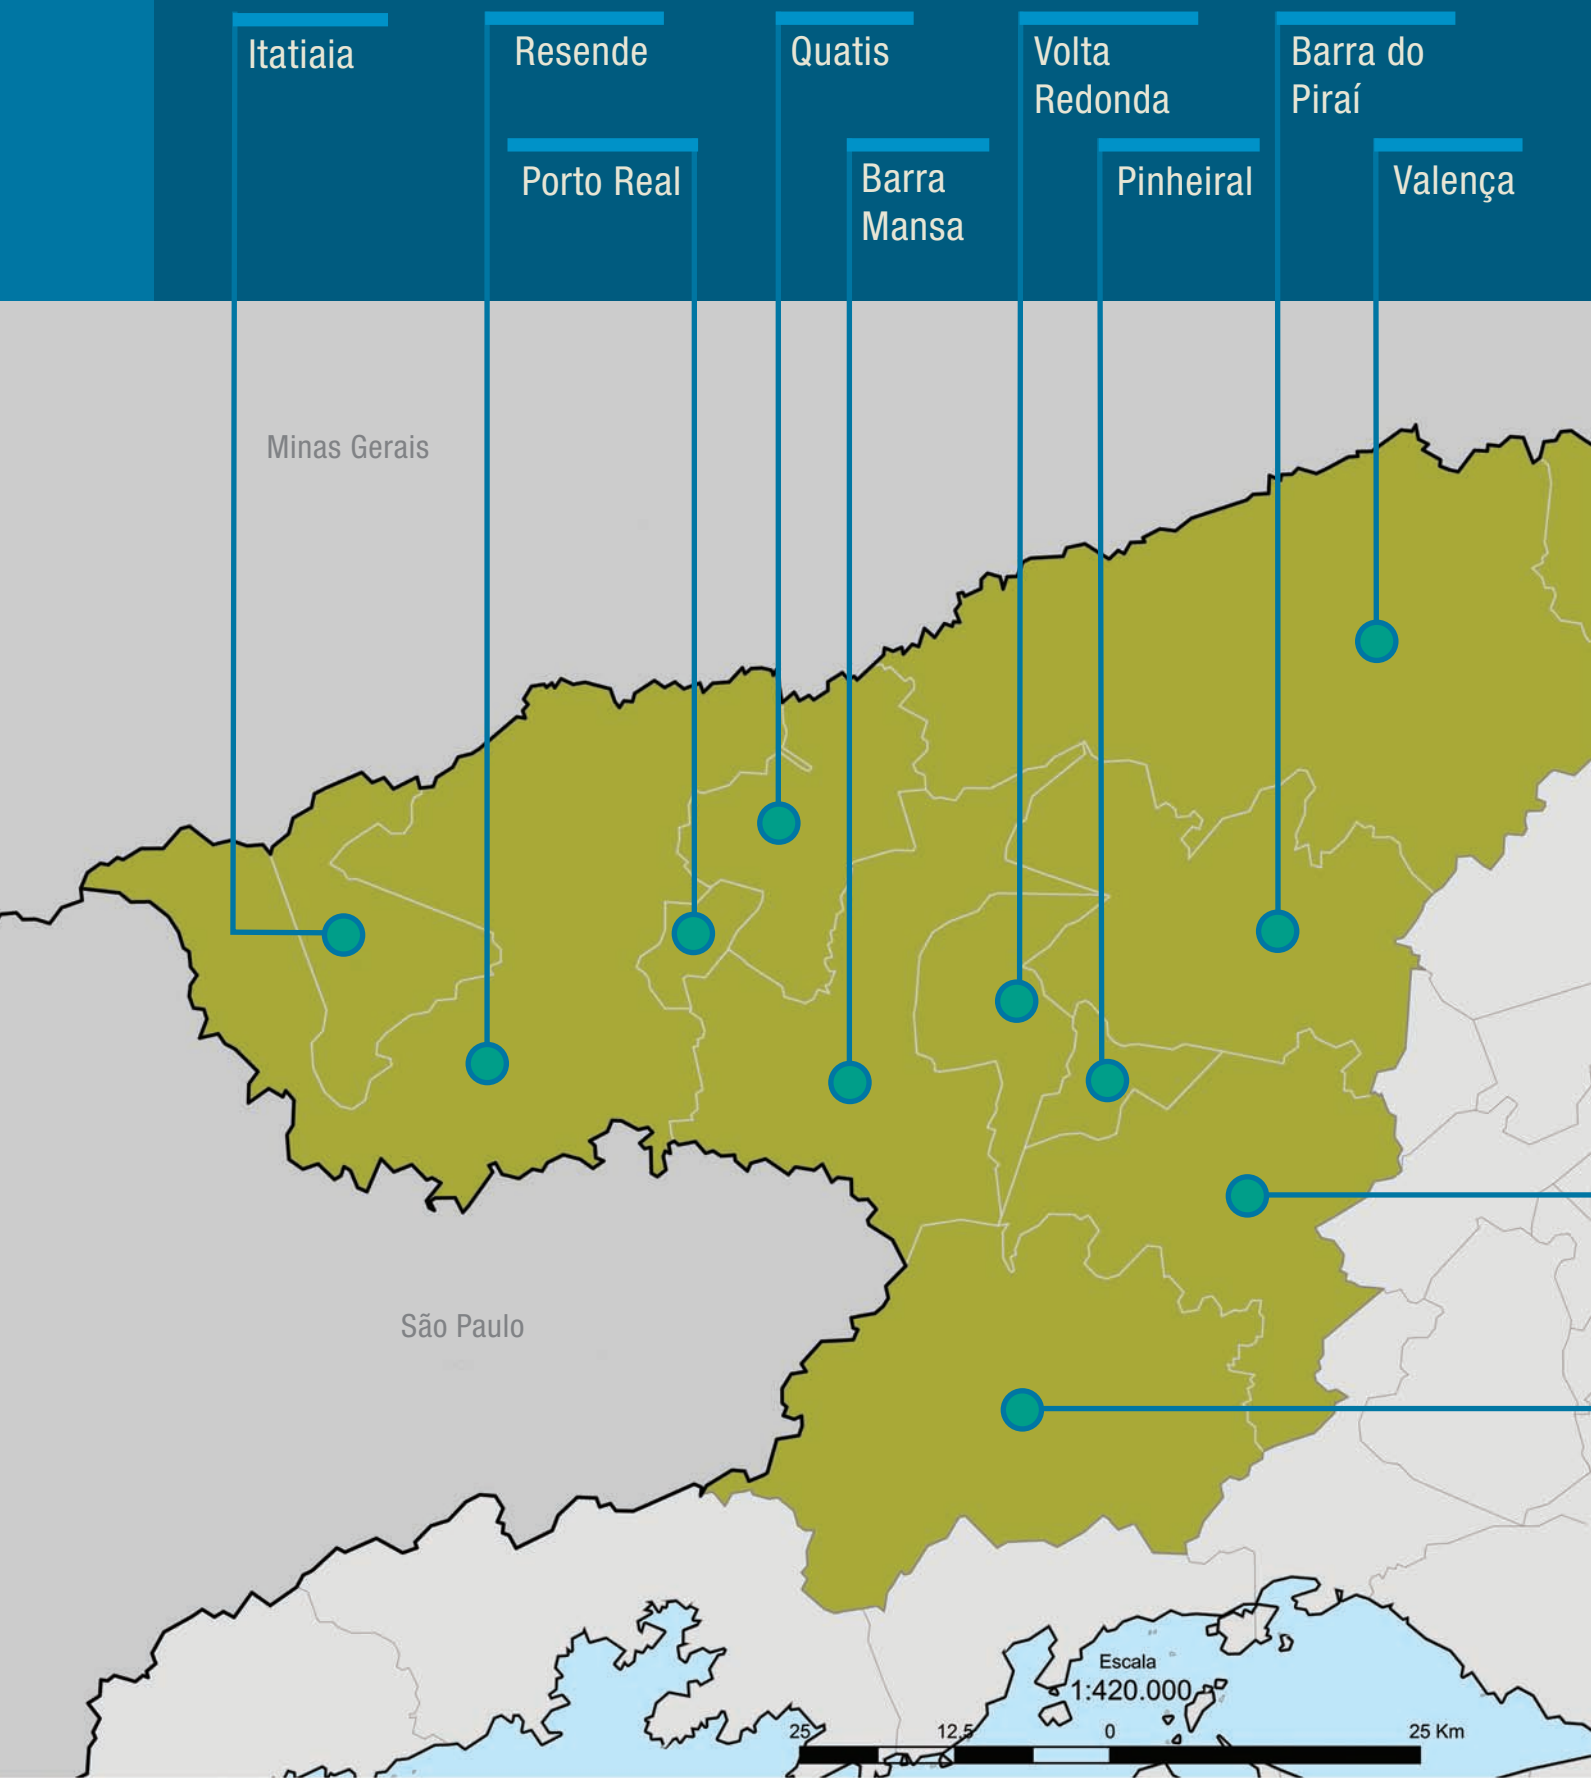 Itatiaia
Resende
Quatis
Volta
Redonda
Barra do
Piraí
Porto Real
Barra
Mansa
Pinheiral
Valença
Minas Gerais
São Paulo
Escala
1:420.000
25 12,5 0 25 Km